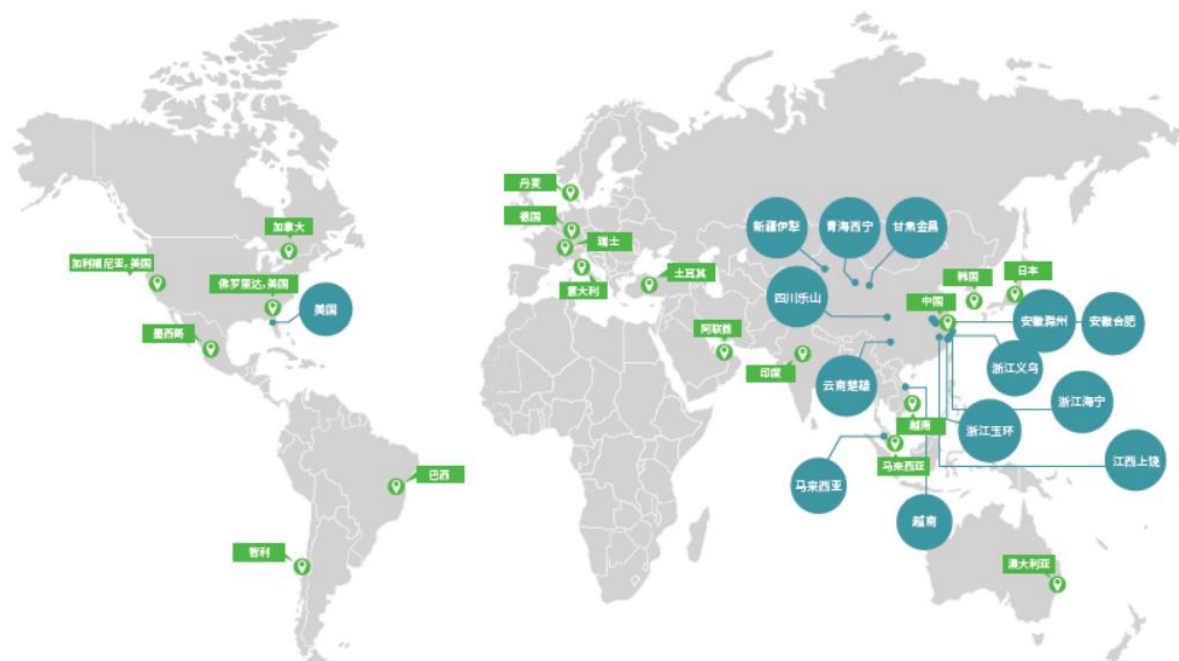 丹麦
德国
瑞士
加拿大
加利福尼亚,美国
佛罗里达,美国
美国
墨西哥
意大利
土耳其
阿联酋
印度
新疆伊犁
青海西宁
甘肃金昌
四川乐山
韩国
日本
中国
安徽滁州
安徽合肥
浙江义乌
云南楚雄
浙江海宁
越南
浙江玉环
马来西亚
江西上饶
马来西亚
越南
巴西
智利
澳大利亚